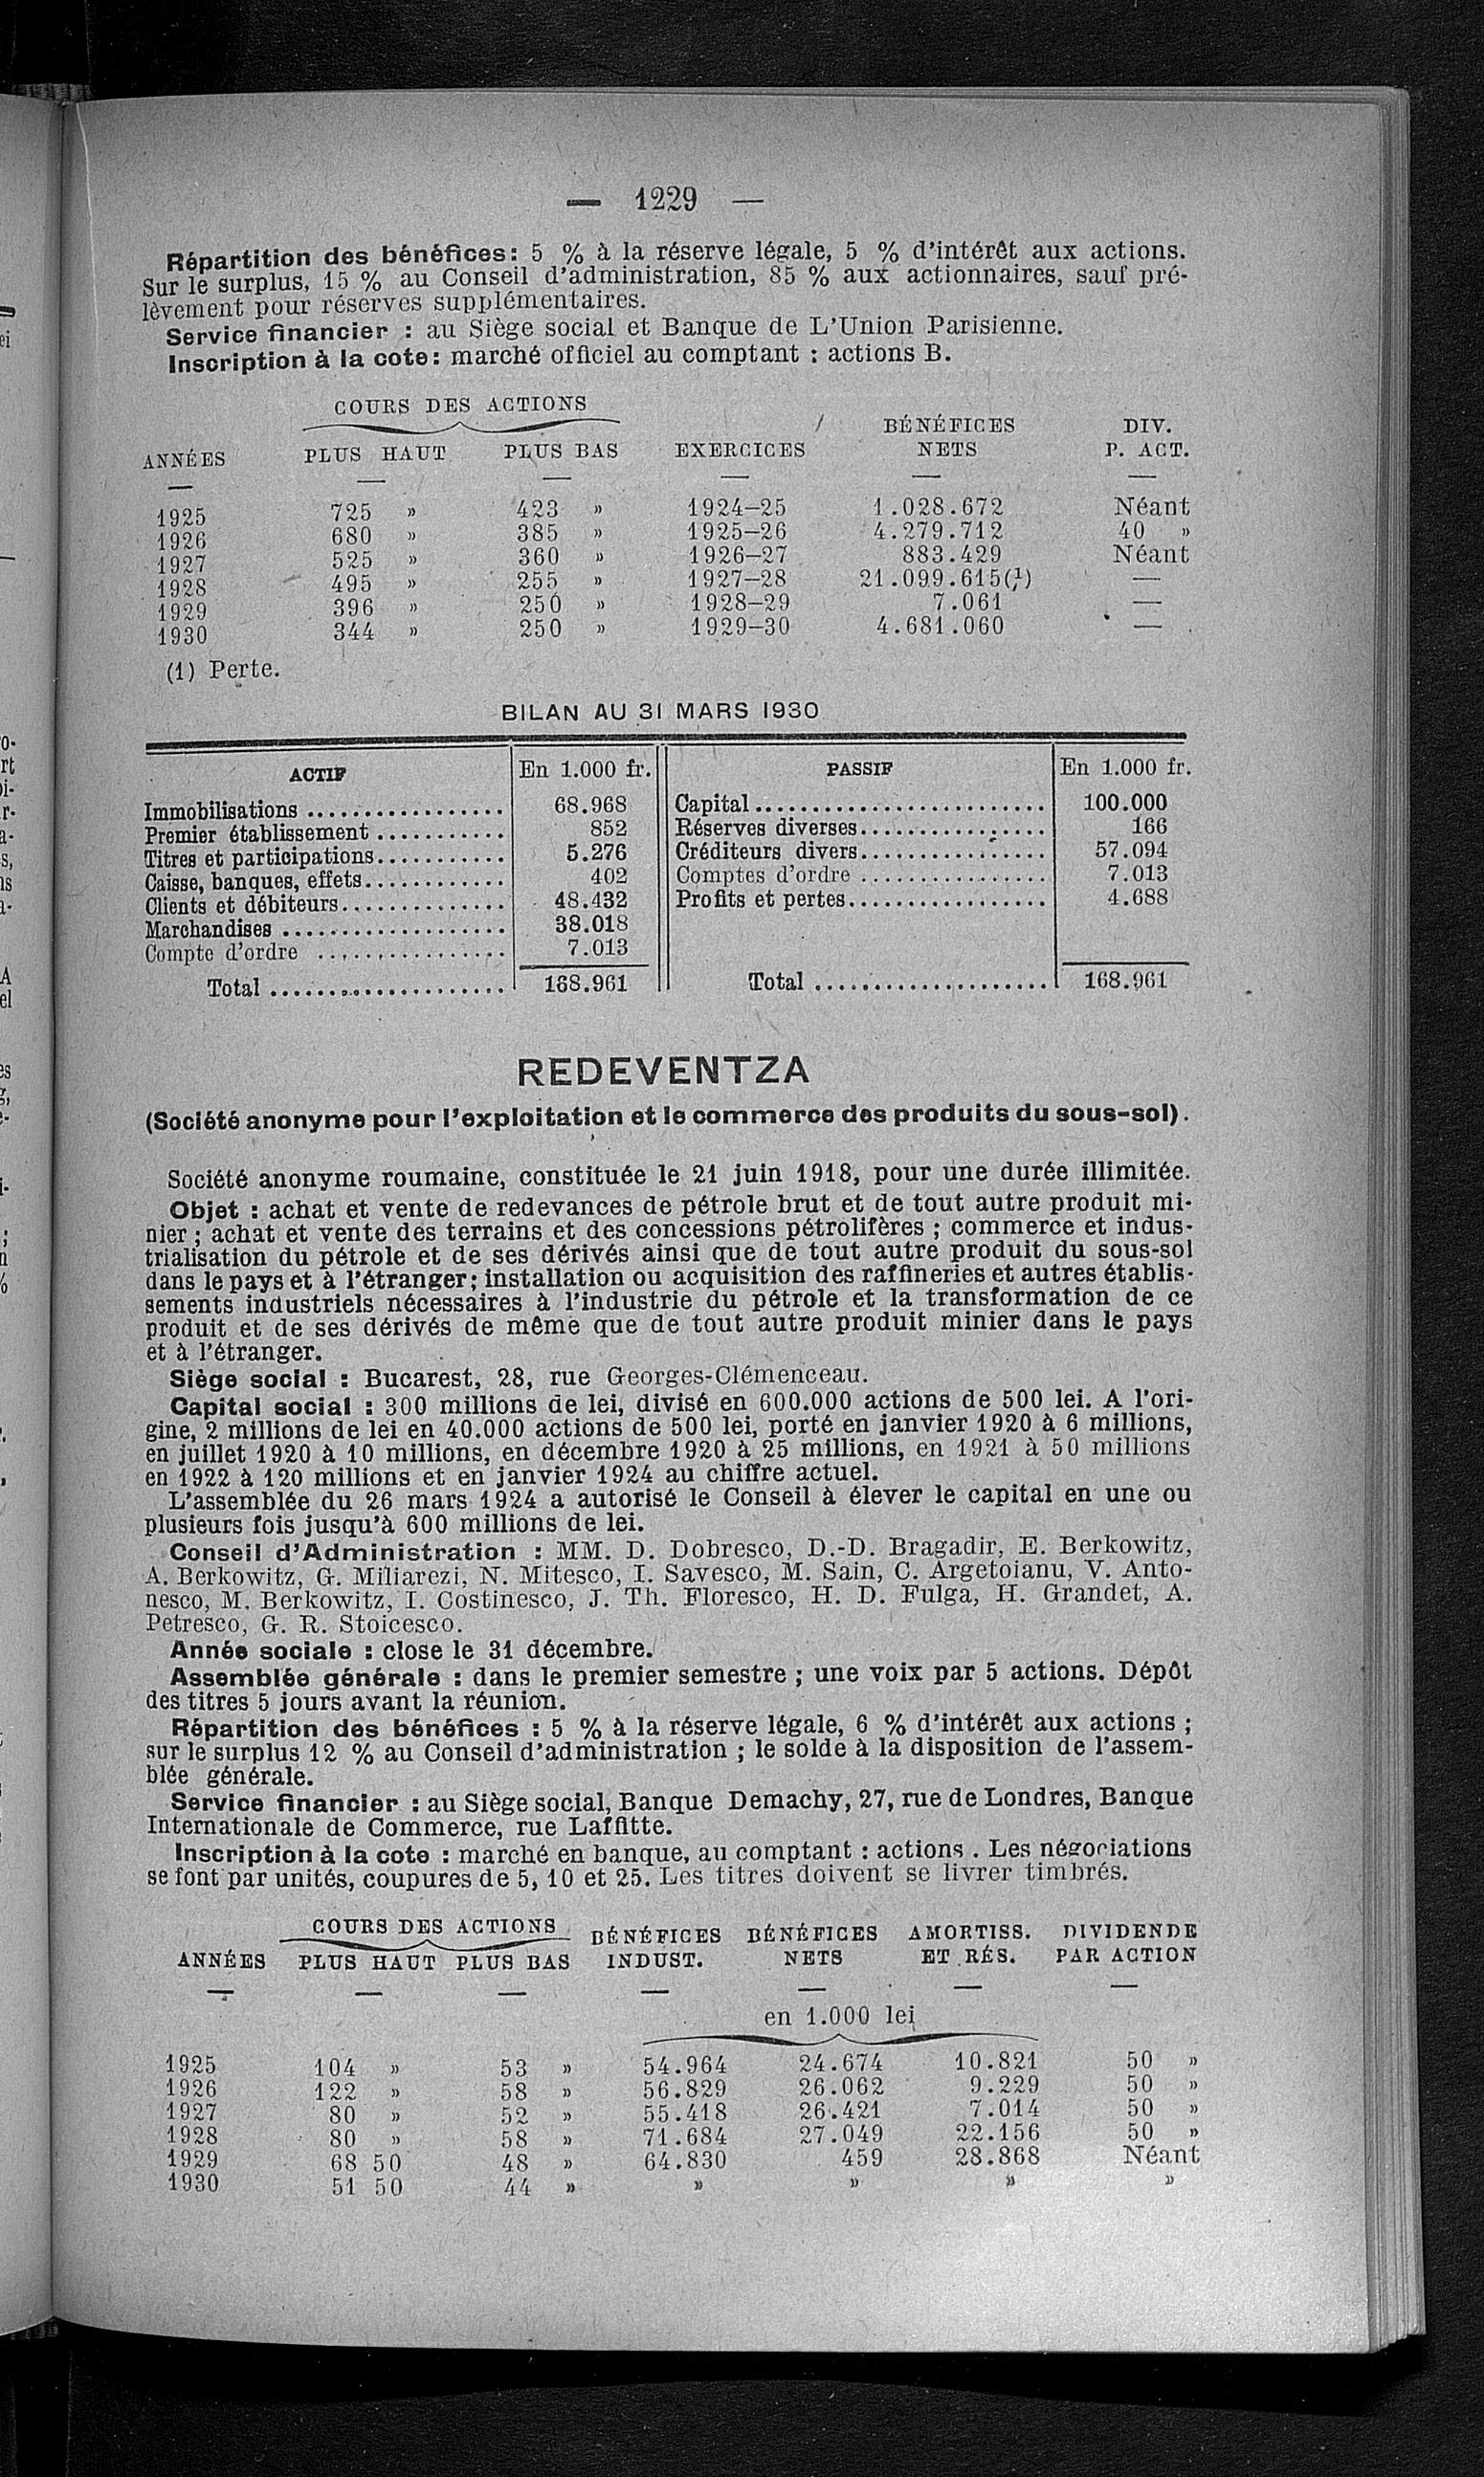 — 1229 —
Répartition des bénéfices: 5 % à la réserve légale, 5 % d'intérêt aux actions.
Sur le surplus, 15 % au Conseil d'administration, 85 % aux actionnaires, sauf pré-
lèvement pour réserves supplémentaires.
Service financier : au Siège social et Banque de L'Union Parisienne.
Inscription à la cote: marché officiel au comptant : actions B.
COURS DES ACTIONS
ANNÉES PLUS HAUT PLUS BAS EXERCICES BÉNÉFICES NETS DIV. P. ACT.
— — — — — —
1925 725 » 423 » 1924-25 1.028.672 Néant
1926 680 » 385 » 1925-26 4.279.712 40 »
1927 525 » 360 » 1926-27 883.429 Néant
1928 495 » 255 » 1927-28 21.099.615(1) —
1929 396 » 250 » 1928-29 7.061 —
1930 344 » 250 » 1929-30 4.681.060 —
(1) Perte.
BILAN AU 31 MARS 1930
ACTIF En 1.000 fr. PASSIF En 1.000 fr.
Immobilisations .................. 68.968 Capital .......................... 100.000
Premier établissement ............ 852 Réserves diverses................. 166
Titres et participations............ 5.276 Créditeurs divers................. 57.094
Caisse, banques, effets............. 402 Comptes d'ordre ................. 7.013
Clients et débiteurs............... 48.432 Profits et pertes.................. 4.688
Marchandises .................... 38.018
Compte d'ordre ................. 7.013
Total ..................... 168.961 Total ..................... 168.961
REDEVENTZA
(Société anonyme pour l'exploitation et le commerce des produits du sous-sol).
Société anonyme roumaine, constituée le 21 juin 1918, pour une durée illimitée.
Objet : achat et vente de redevances de pétrole brut et de tout autre produit mi-
nier ; achat et vente des terrains et des concessions pétrolifères ; commerce et indus-
trialisation du pétrole et de ses dérivés ainsi que de tout autre produit du sous-sol
dans le pays et à l'étranger; installation ou acquisition des raffineries et autres établis-
sements industriels nécessaires à l'industrie du pétrole et la transformation de ce
produit et de ses dérivés de même que de tout autre produit minier dans le pays
et à l'étranger.
Siège social : Bucarest, 28, rue Georges-Clémenceau.
Capital social : 300 millions de lei, divisé en 600.000 actions de 500 lei. A l'ori-
gine, 2 millions de lei en 40.000 actions de 500 lei, porté en janvier 1920 à 6 millions,
en juillet 1920 à 10 millions, en décembre 1920 à 25 millions, en 1921 à 50 millions
en 1922 à 120 millions et en janvier 1924 au chiffre actuel.
L'assemblée du 26 mars 1924 a autorisé le Conseil à élever le capital en une ou
plusieurs fois jusqu'à 600 millions de lei.
Conseil d'Administration : MM. D. Dobresco, D.-D. Bragadir, E. Berkowitz,
A. Berkowitz, G. Miliarezi, N. Mitesco, I. Savesco, M. Sain, C. Argetoianu, V. Anto-
nesco, M. Berkowitz, I. Costinesco, J. Th. Floresco, H. D. Fulga, H. Grandet, A.
Petresco, G. R. Stoicesco.
Année sociale : close le 31 décembre.
Assemblée générale : dans le premier semestre ; une voix par 5 actions. Dépôt
des titres 5 jours avant la réunion.
Répartition des bénéfices : 5 % à la réserve légale, 6 % d'intérêt aux actions ;
sur le surplus 12 % au Conseil d'administration ; le solde à la disposition de l'assem-
blée générale.
Service financier : au Siège social, Banque Demachy, 27, rue de Londres, Banque
Internationale de Commerce, rue Laffitte.
Inscription à la cote : marché en banque, au comptant : actions . Les négociations
se font par unités, coupures de 5, 10 et 25. Les titres doivent se livrer timbrés.
COURS DES ACTIONS
ANNÉES PLUS HAUT PLUS BAS BÉNÉFICES INDUST. BÉNÉFICES NETS AMORTISS. ET RÉS. DIVIDENDE PAR ACTION
— — — — — — —
en 1.000 lei
1925 104 » 53 » 54.964 24.674 10.821 50 »
1926 122 » 58 » 56.829 26.062 9.229 50 »
1927 80 » 52 » 55.418 26.421 7.014 50 »
1928 80 » 58 » 71.684 27.049 22.156 50 »
1929 68 50 48 » 64.830 459 28.868 Néant
1930 51 50 44 » » » » »